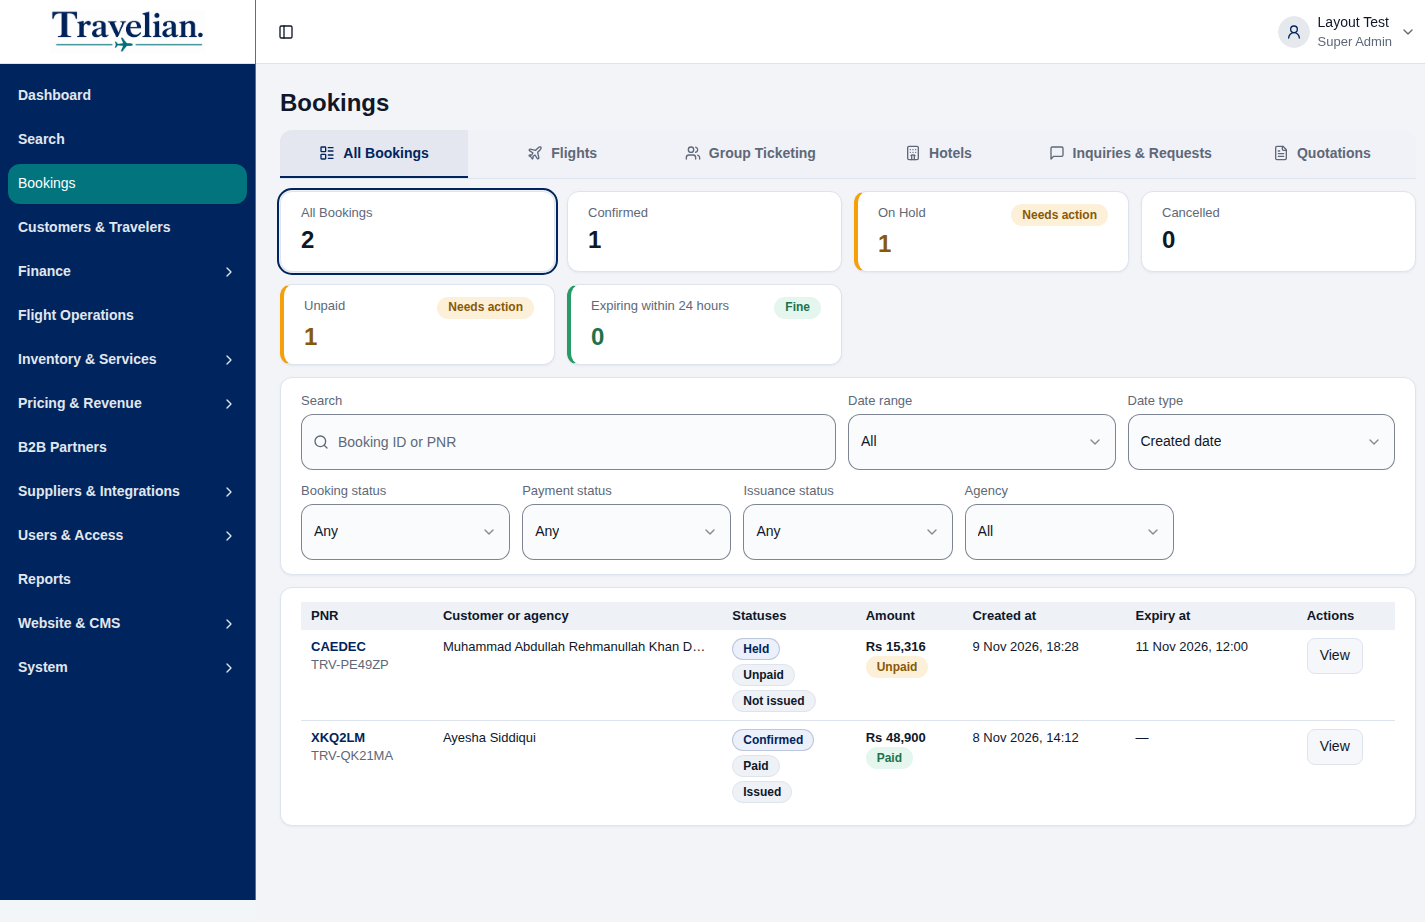 Travelian.
Layout Test
Super Admin
Dashboard
Search
Bookings
Customers & Travelers
Finance
Flight Operations
Inventory & Services
Pricing & Revenue
B2B Partners
Suppliers & Integrations
Users & Access
Reports
Website & CMS
System
Bookings
All Bookings Flights Group Ticketing Hotels Inquiries & Requests Quotations
All Bookings
2
Confirmed
1
On Hold Needs action
1
Cancelled
0
Unpaid Needs action
1
Expiring within 24 hours Fine
0
Search Date range Date type
Booking ID or PNR All Created date
Booking status Payment status Issuance status Agency
Any Any Any All
PNR Customer or agency Statuses Amount Created at Expiry at Actions
CAEDEC Muhammad Abdullah Rehmanullah Khan D… Held Rs 15,316 9 Nov 2026, 18:28 11 Nov 2026, 12:00 View
TRV-PE49ZP Unpaid Unpaid
Not issued
XKQ2LM Ayesha Siddiqui Confirmed Rs 48,900 8 Nov 2026, 14:12 — View
TRV-QK21MA Paid Paid
Issued